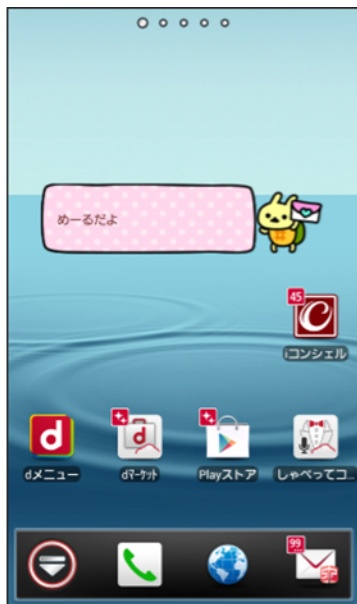 めーるだよ
45
iコンシェル
dメニュー
dマーケット
Playストア
しゃべってコ...
99